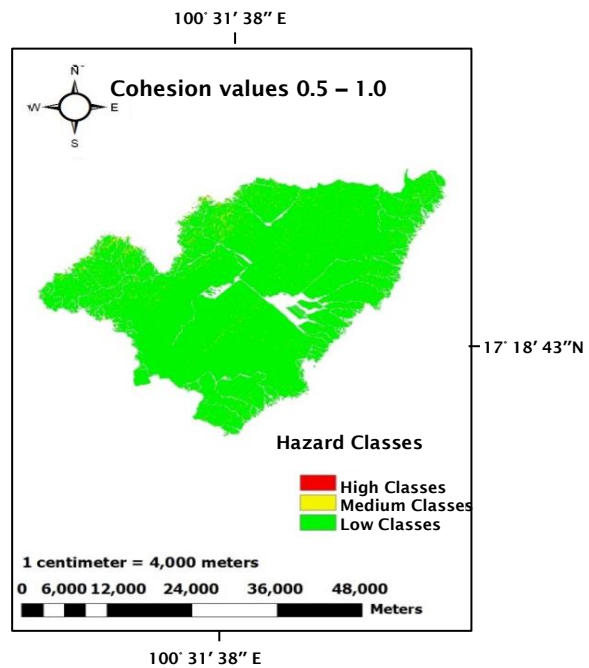 100° 31′ 38″ E
N
Cohesion values 0.5 – 1.0
W E
S
17° 18′ 43″N
Hazard Classes
High Classes
Medium Classes
Low Classes
1 centimeter = 4,000 meters
0 6,000 12,000 24,000 36,000 48,000
Meters
100° 31′ 38″ E